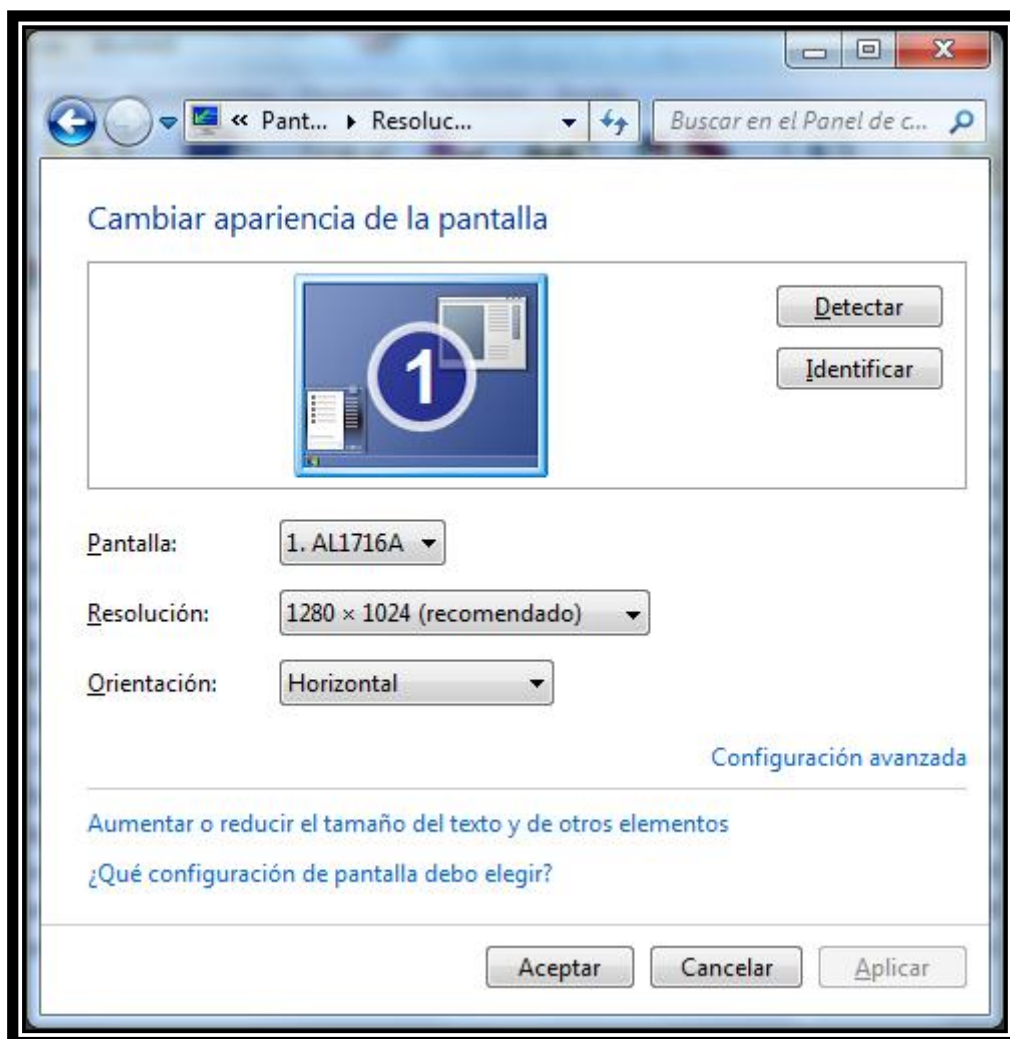 « Pant... ▸ Resoluc...
Buscar en el Panel de c...
Cambiar apariencia de la pantalla
1
Detectar
Identificar
Pantalla: 1. AL1716A
Resolución: 1280 × 1024 (recomendado)
Orientación: Horizontal
Configuración avanzada
Aumentar o reducir el tamaño del texto y de otros elementos
¿Qué configuración de pantalla debo elegir?
Aceptar Cancelar Aplicar